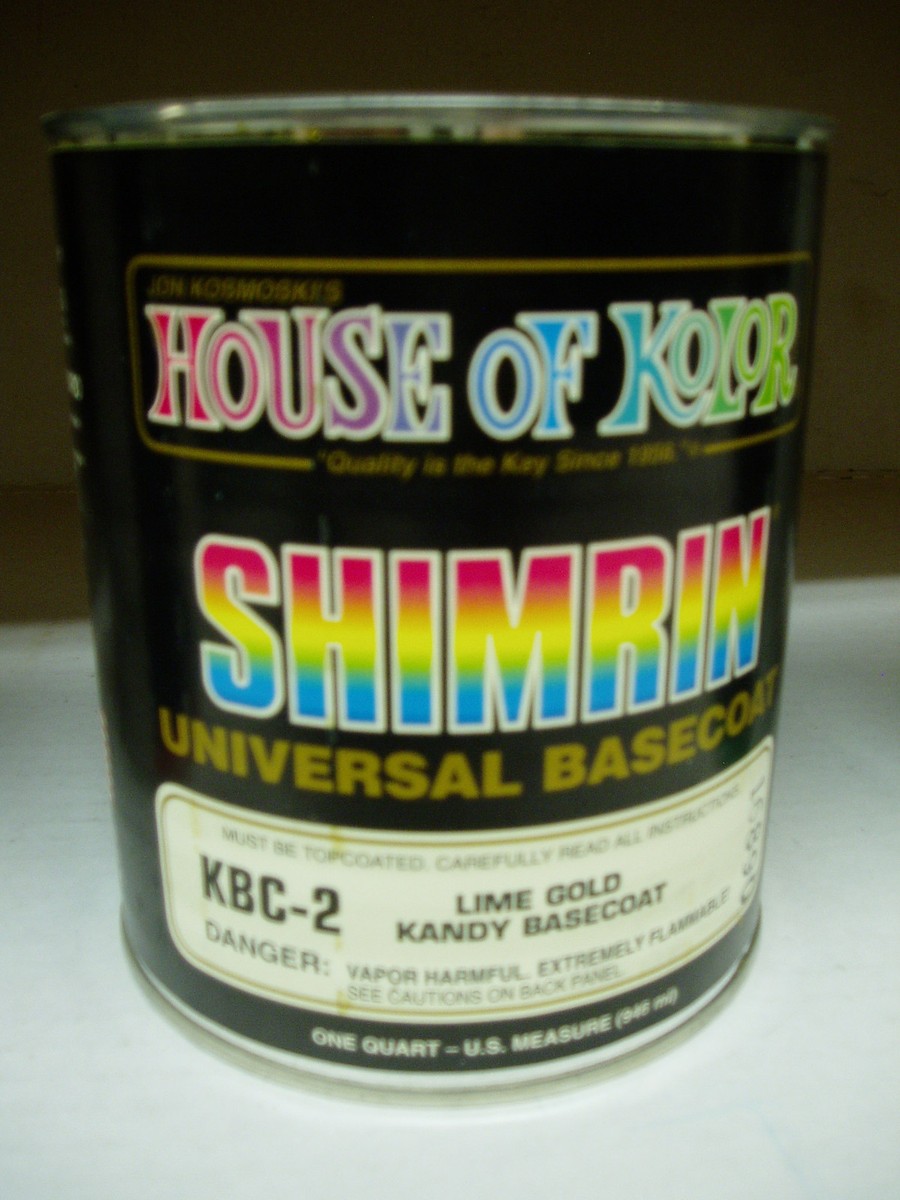 JON KOSMOSKI'S
HOUSE OF KOLOR
"Quality is the Key Since 1956."
SHIMRIN
UNIVERSAL BASECOAT
MUST BE TOPCOATED. CAREFULLY READ ALL INSTRUCTIONS
KBC-2
LIME GOLD
KANDY BASECOAT
DANGER: VAPOR HARMFUL. EXTREMELY FLAMMABLE
SEE CAUTIONS ON BACK PANEL
ONE QUART – U.S. MEASURE (946 ml)